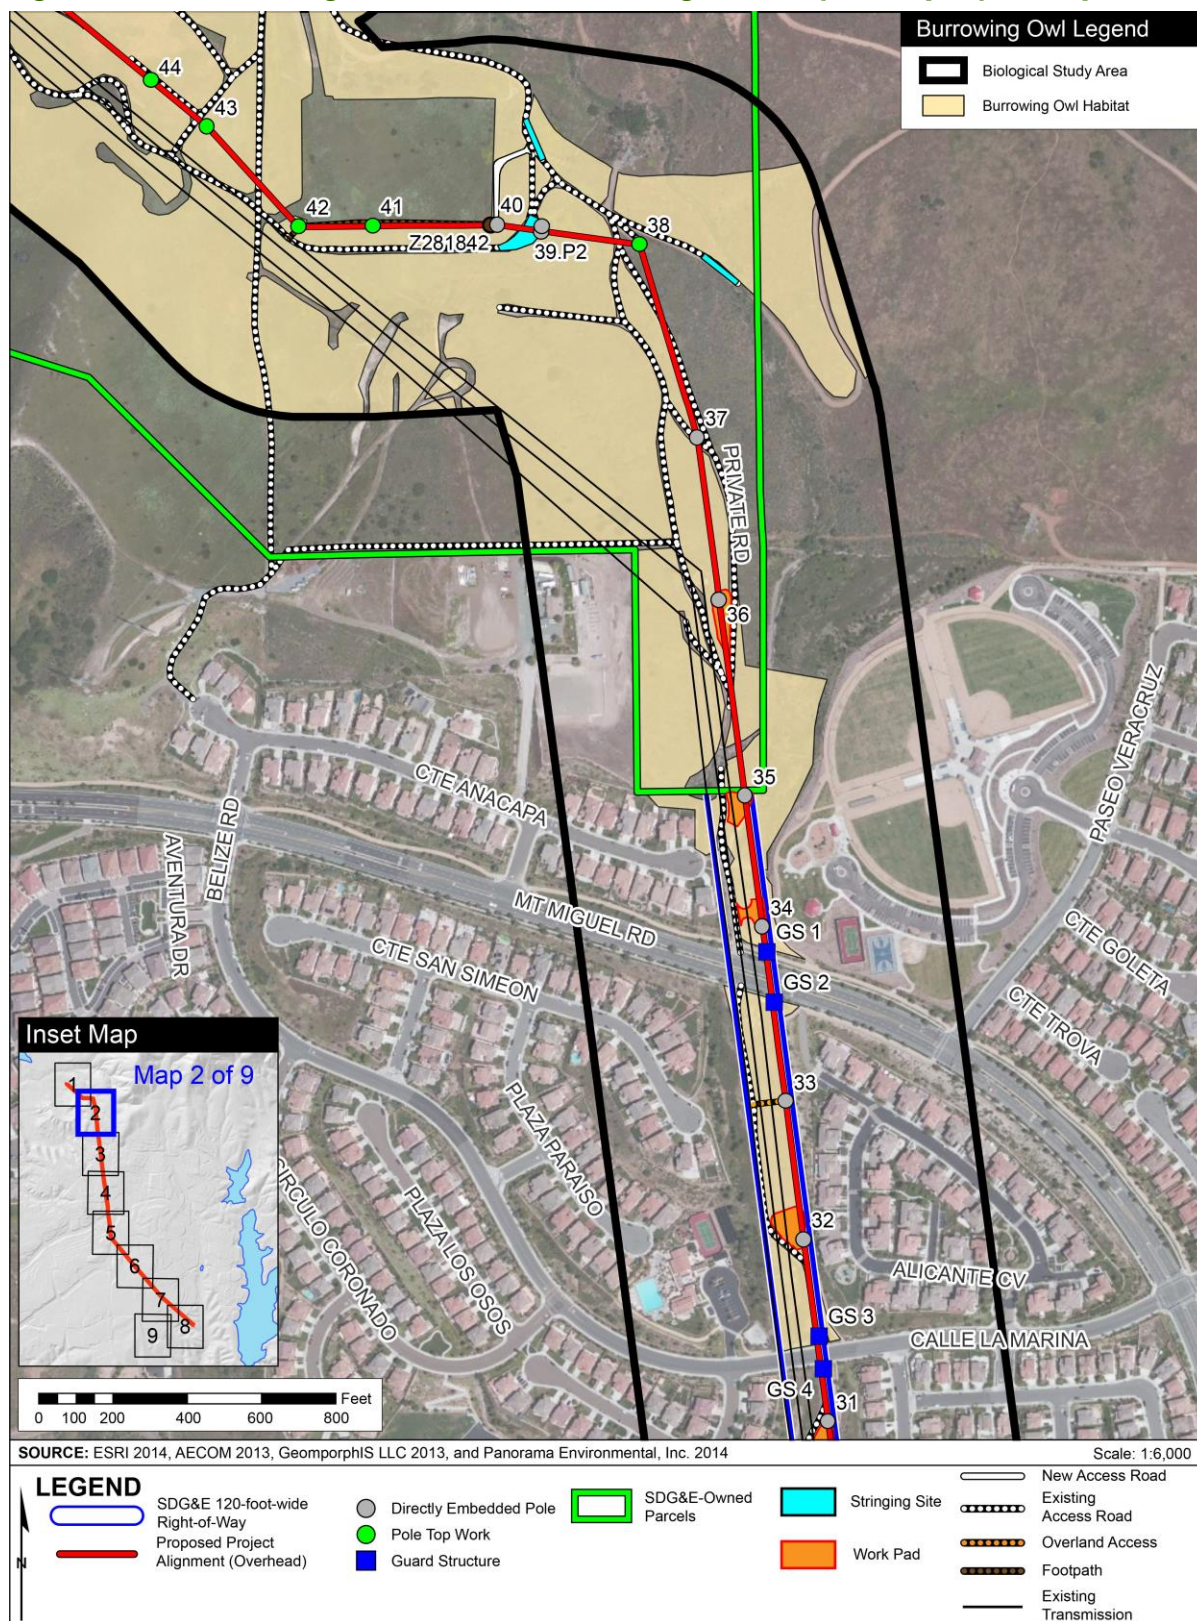 Burrowing Owl Legend
Biological Study Area
Burrowing Owl Habitat
44
43
42
41
40
Z281842
39.P2
38
37
PRIVATE RD
36
35
34
GS 1
GS 2
33
32
GS 3
GS 4
31
CTE ANACAPA
BELIZE RD
AVENTURA DR
MT MIGUEL RD
CTE SAN SIMEON
PASEO VERACRUZ
CTE GOLETA
CTE TROVA
PLAZA PARAISO
PLAZA LOS OSOS
CIRCULO CORONADO
ALICANTE CV
CALLE LA MARINA
Inset Map
Map 2 of 9
1
2
3
4
5
6
7
8
9
Feet
0 100 200 400 600 800
SOURCE: ESRI 2014, AECOM 2013, GeomporphIS LLC 2013, and Panorama Environmental, Inc. 2014
Scale: 1:6,000
LEGEND
N
SDG&E 120-foot-wide
Right-of-Way
Proposed Project
Alignment (Overhead)
Directly Embedded Pole
Pole Top Work
Guard Structure
SDG&E-Owned
Parcels
Stringing Site
Work Pad
New Access Road
Existing
Access Road
Overland Access
Footpath
Existing
Transmission